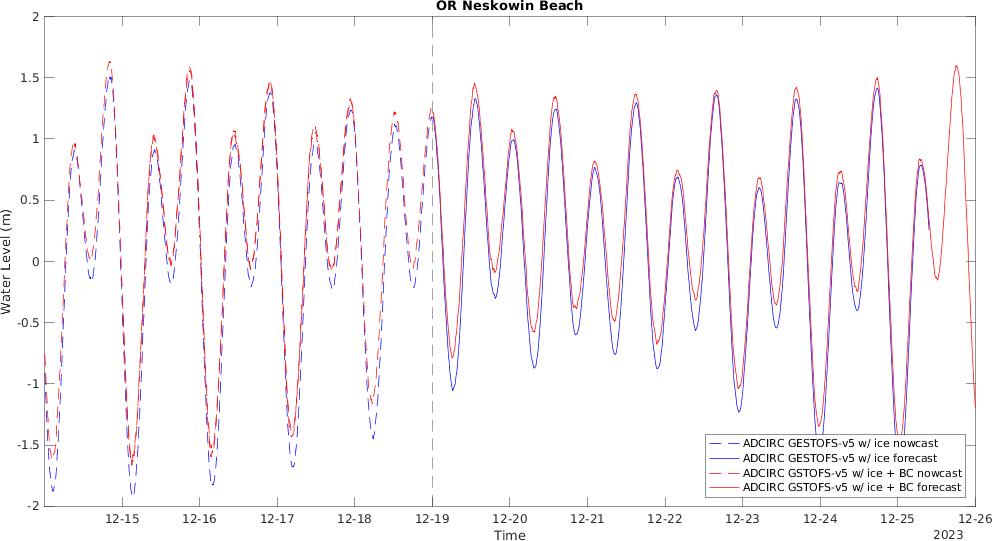 OR Neskowin Beach
2
1.5
1
0.5
0
-0.5
-1
-1.5
-2
Water Level (m)
ADCIRC GESTOFS-v5 w/ ice nowcast
ADCIRC GESTOFS-v5 w/ ice forecast
ADCIRC GSTOFS-v5 w/ ice + BC nowcast
ADCIRC GSTOFS-v5 w/ ice + BC forecast
12-15 12-16 12-17 12-18 12-19 12-20 12-21 12-22 12-23 12-24 12-25 12-26
Time
2023